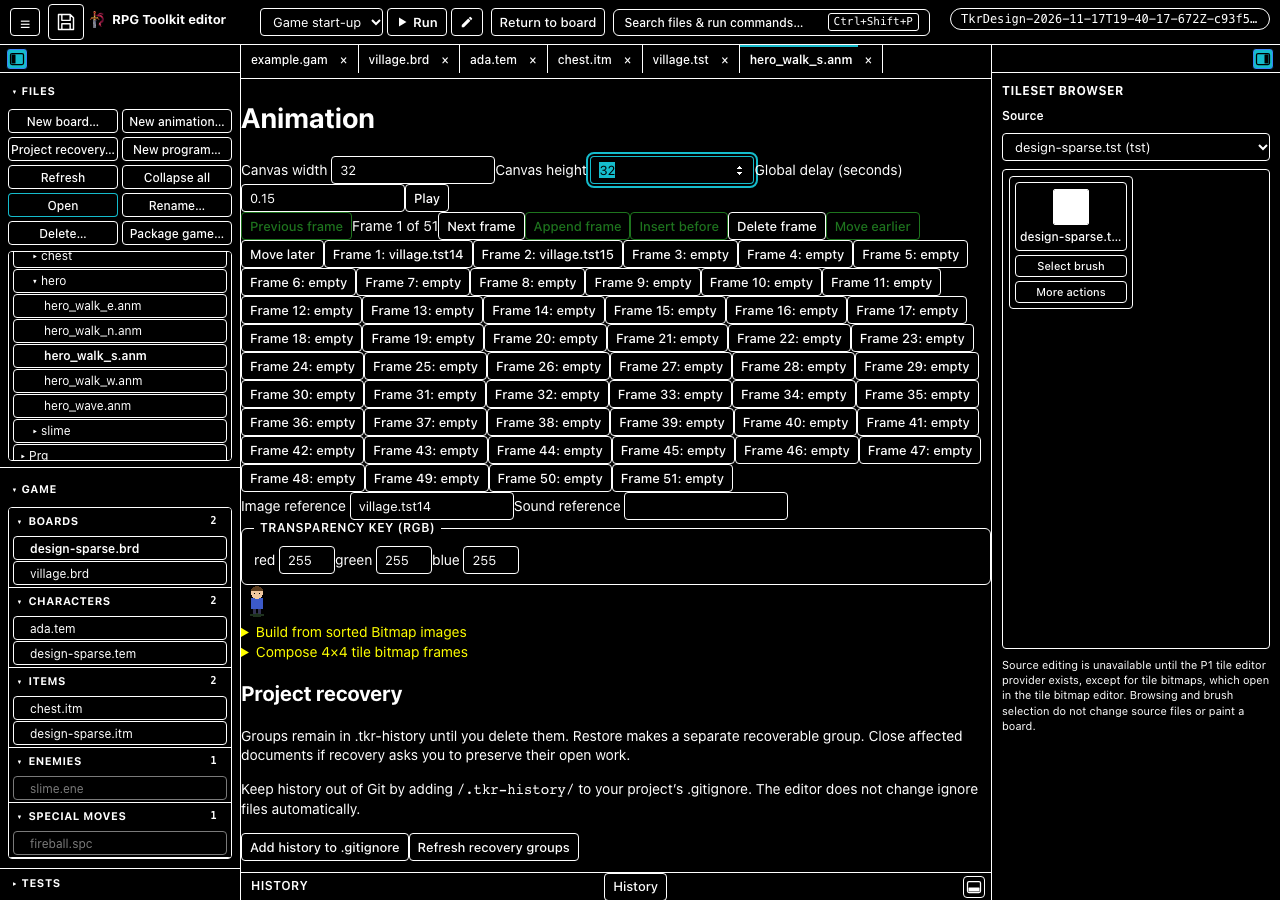 RPG Toolkit editor
Game start-up
Run
Return to board
Search files & run commands...
Ctrl+Shift+P
TkrDesign-2026-11-17T19-40-17-672Z-c93f5…
example.gam ×
village.brd ×
ada.tem ×
chest.itm ×
village.tst ×
hero_walk_s.anm ×
FILES
New board...
New animation...
Project recovery...
New program...
Refresh
Collapse all
Open
Rename...
Delete...
Package game...
chest
hero
hero_walk_e.anm
hero_walk_n.anm
hero_walk_s.anm
hero_walk_w.anm
hero_wave.anm
slime
Prg
GAME
BOARDS 2
design-sparse.brd
village.brd
CHARACTERS 2
ada.tem
design-sparse.tem
ITEMS 2
chest.itm
design-sparse.itm
ENEMIES 1
slime.ene
SPECIAL MOVES 1
fireball.spc
TESTS
Animation
Canvas width 32 Canvas height 32 Global delay (seconds)
0.15 Play
Previous frame Frame 1 of 51 Next frame Append frame Insert before Delete frame Move earlier
Move later Frame 1: village.tst14 Frame 2: village.tst15 Frame 3: empty Frame 4: empty Frame 5: empty
Frame 6: empty Frame 7: empty Frame 8: empty Frame 9: empty Frame 10: empty Frame 11: empty
Frame 12: empty Frame 13: empty Frame 14: empty Frame 15: empty Frame 16: empty Frame 17: empty
Frame 18: empty Frame 19: empty Frame 20: empty Frame 21: empty Frame 22: empty Frame 23: empty
Frame 24: empty Frame 25: empty Frame 26: empty Frame 27: empty Frame 28: empty Frame 29: empty
Frame 30: empty Frame 31: empty Frame 32: empty Frame 33: empty Frame 34: empty Frame 35: empty
Frame 36: empty Frame 37: empty Frame 38: empty Frame 39: empty Frame 40: empty Frame 41: empty
Frame 42: empty Frame 43: empty Frame 44: empty Frame 45: empty Frame 46: empty Frame 47: empty
Frame 48: empty Frame 49: empty Frame 50: empty Frame 51: empty
Image reference village.tst14 Sound reference
TRANSPARENCY KEY (RGB)
red 255 green 255 blue 255
Build from sorted Bitmap images
Compose 4×4 tile bitmap frames
Project recovery
Groups remain in .tkr-history until you delete them. Restore makes a separate recoverable group. Close affected
documents if recovery asks you to preserve their open work.
Keep history out of Git by adding /.tkr-history/ to your project's .gitignore. The editor does not change ignore
files automatically.
Add history to .gitignore Refresh recovery groups
HISTORY
History
TILESET BROWSER
Source
design-sparse.tst (tst)
design-sparse.t...
Select brush
More actions
Source editing is unavailable until the P1 tile editor
provider exists, except for tile bitmaps, which open
in the tile bitmap editor. Browsing and brush
selection do not change source files or paint a
board.